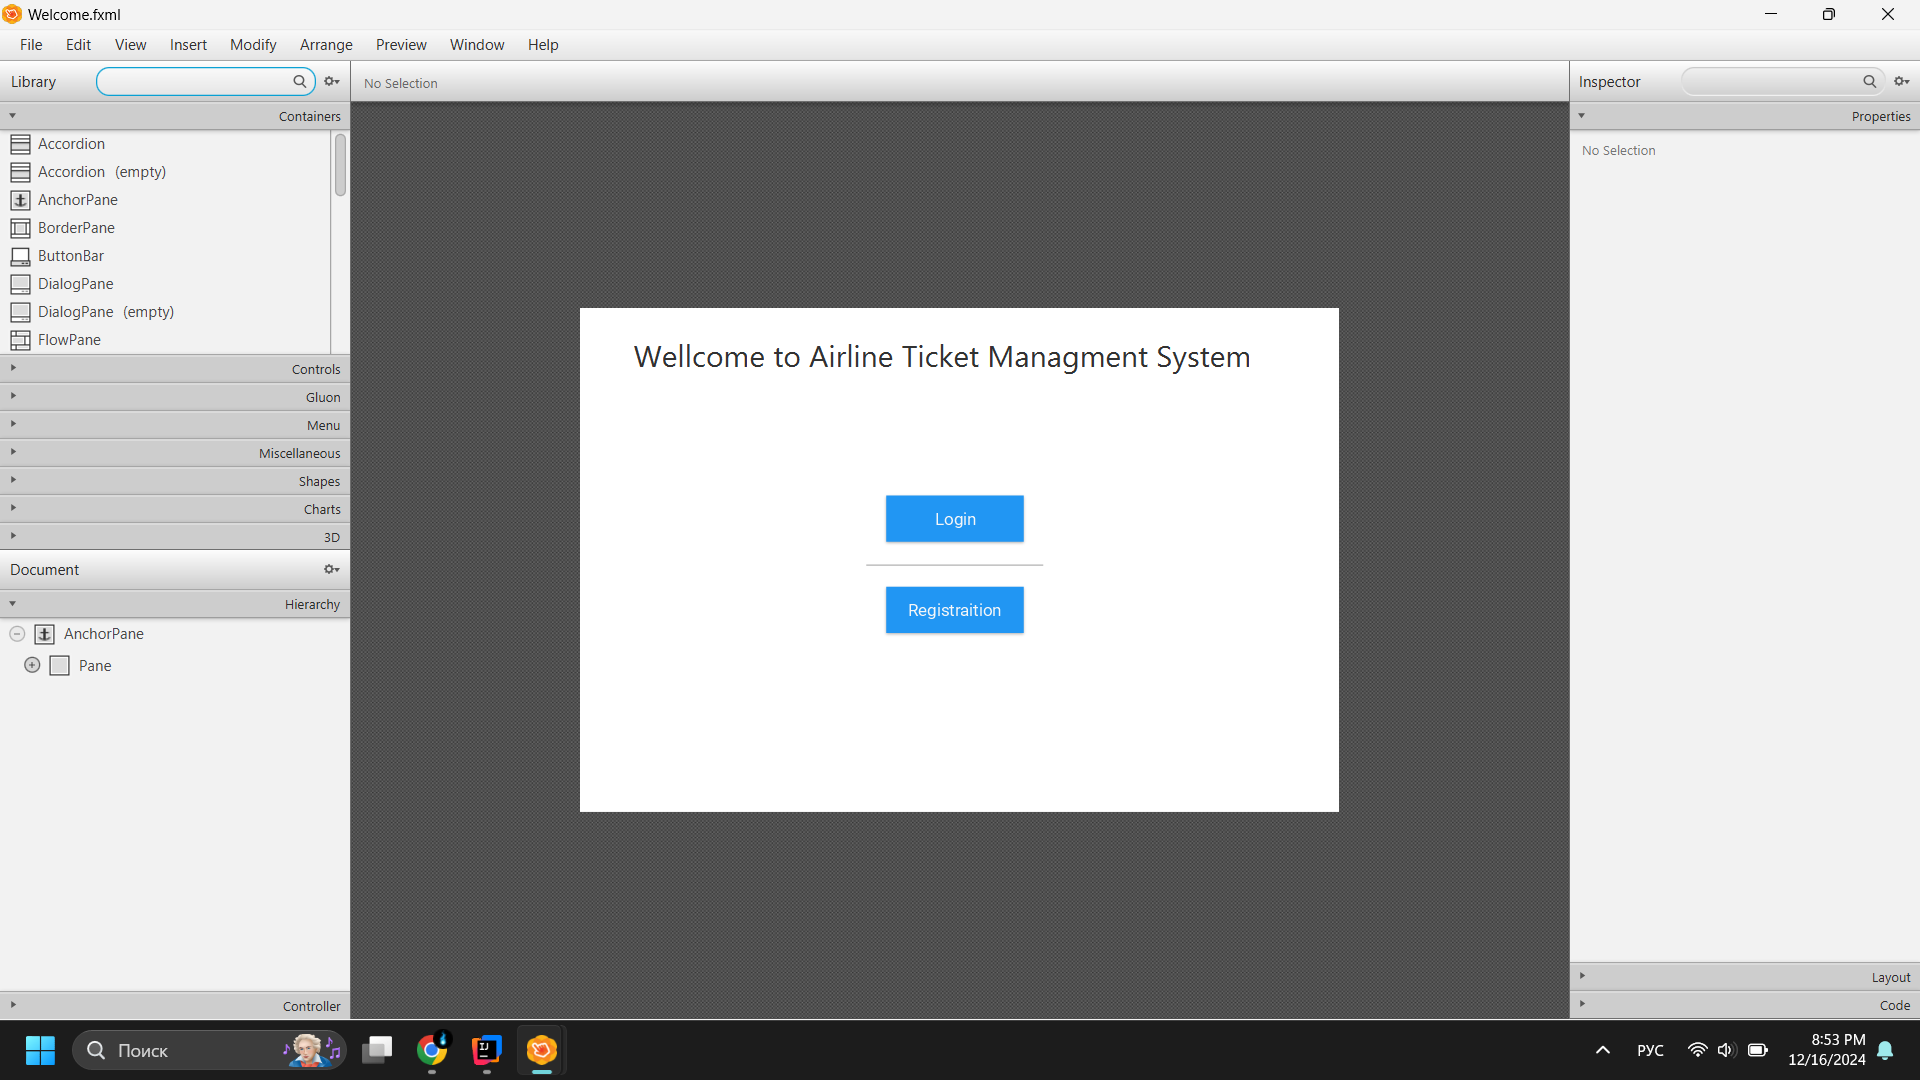 Welcome.fxml
File Edit View Insert Modify Arrange Preview Window Help
Library
No Selection
Inspector
Containers
Properties
Accordion
Accordion (empty)
AnchorPane
BorderPane
ButtonBar
DialogPane
DialogPane (empty)
FlowPane
Controls
Gluon
Menu
Miscellaneous
Shapes
Charts
3D
Document
Hierarchy
AnchorPane
Pane
Controller
Wellcome to Airline Ticket Managment System
Login
Registraition
No Selection
Layout
Code
Поиск
IJ
РУС
8:53 PM
12/16/2024